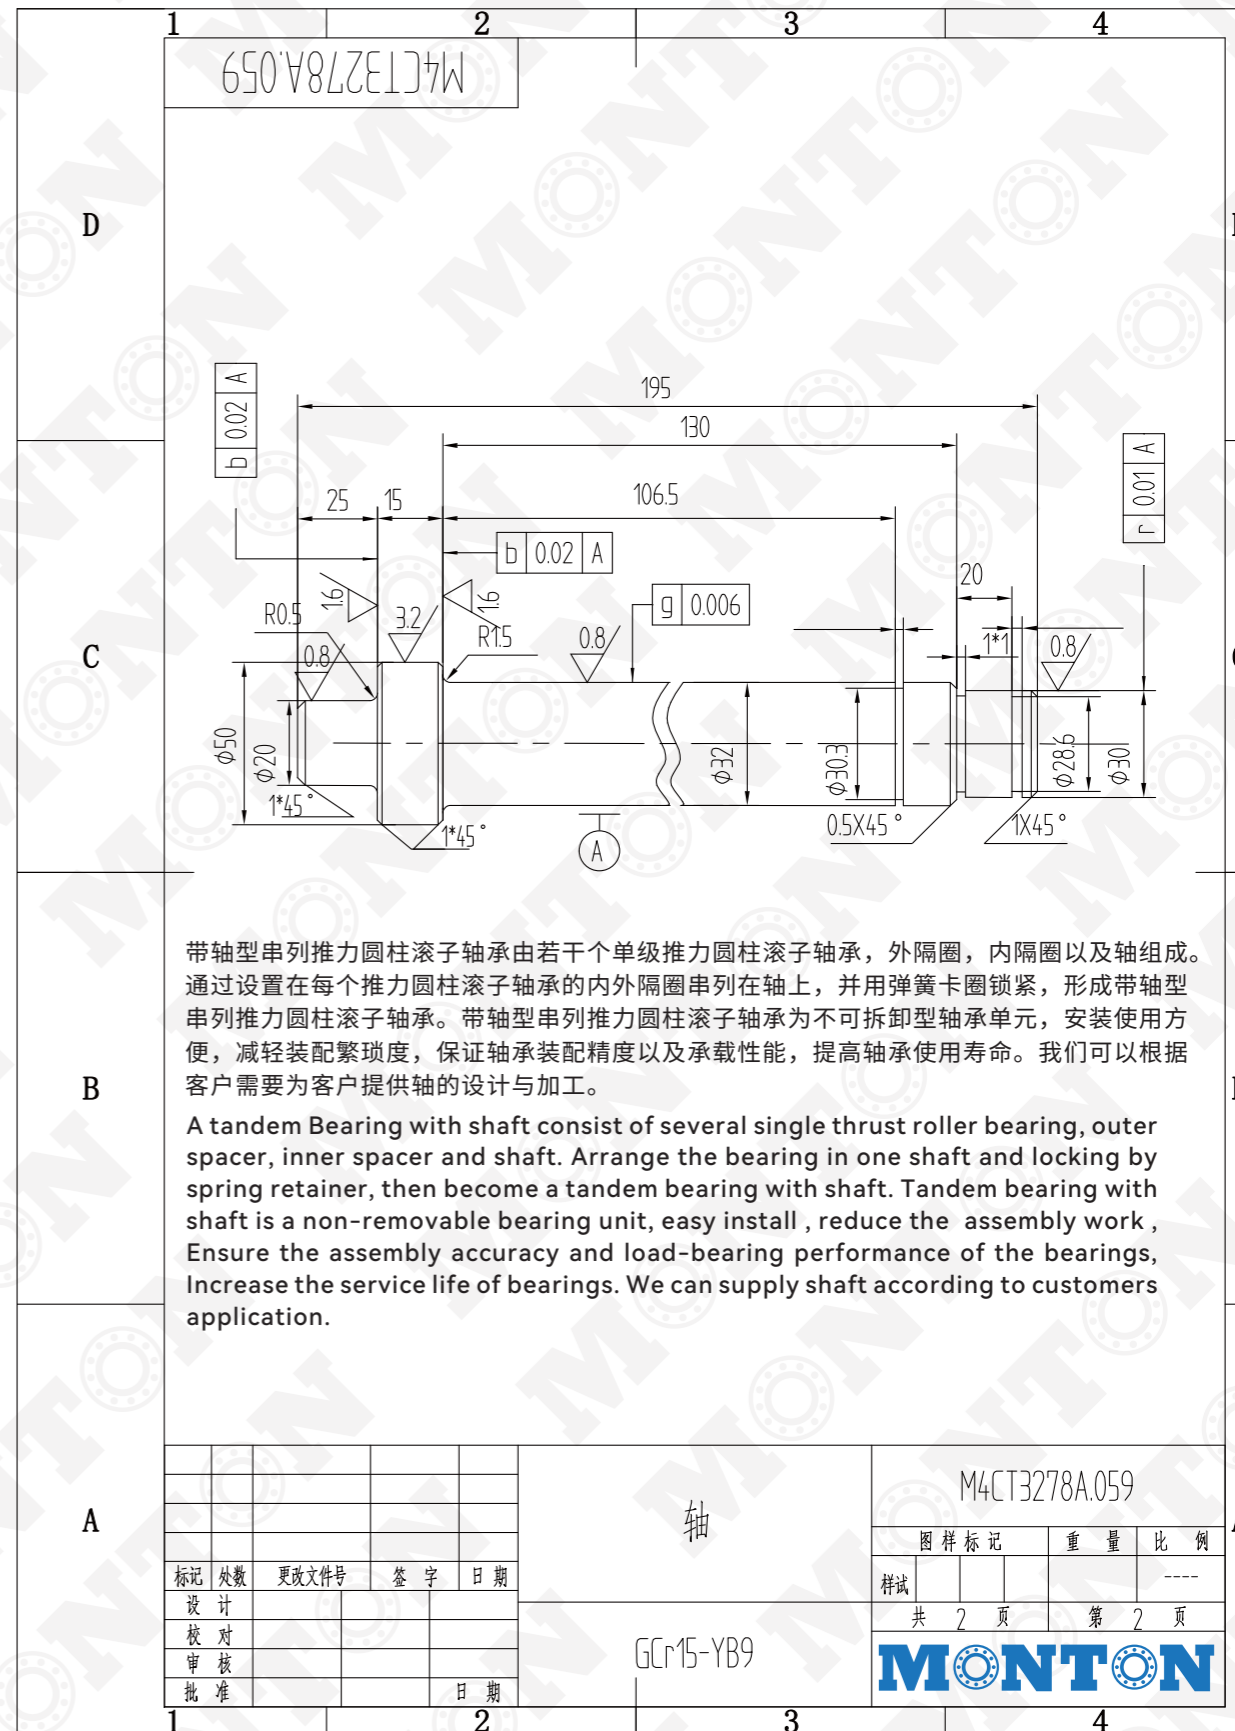 1 2 3 4
M4CT3278A.059
D
195
130
b 0.02 A
r 0.01 A
25 15 106.5
b 0.02 A
20
g 0.006
1.6 3.2 1.6
R0.5 R1.5 0.8 1*1 0.8
C
0.8
φ50 φ20 φ32 φ30.3 φ28.6 φ30
1*45° 1*45° 0.5X45° 1X45°
A
带轴型串列推力圆柱滚子轴承由若干个单级推力圆柱滚子轴承，外隔圈，内隔圈以及轴组成。
通过设置在每个推力圆柱滚子轴承的内外隔圈串列在轴上，并用弹簧卡圈锁紧，形成带轴型
串列推力圆柱滚子轴承。带轴型串列推力圆柱滚子轴承为不可拆卸型轴承单元，安装使用方
便，减轻装配繁琐度，保证轴承装配精度以及承载性能，提高轴承使用寿命。我们可以根据
客户需要为客户提供轴的设计与加工。
B
A tandem Bearing with shaft consist of several single thrust roller bearing, outer
spacer, inner spacer and shaft. Arrange the bearing in one shaft and locking by
spring retainer, then become a tandem bearing with shaft. Tandem bearing with
shaft is a non-removable bearing unit, easy install , reduce the assembly work ,
Ensure the assembly accuracy and load-bearing performance of the bearings,
Increase the service life of bearings. We can supply shaft according to customers
application.
A
轴
M4CT3278A.059
图样标记 重量 比例
标记 处数 更改文件号 签字 日期
样试 ----
设计
共 2 页 第 2 页
校对
审核
GCr15-YB9
MONTON
批准 日期
1 2 3 4